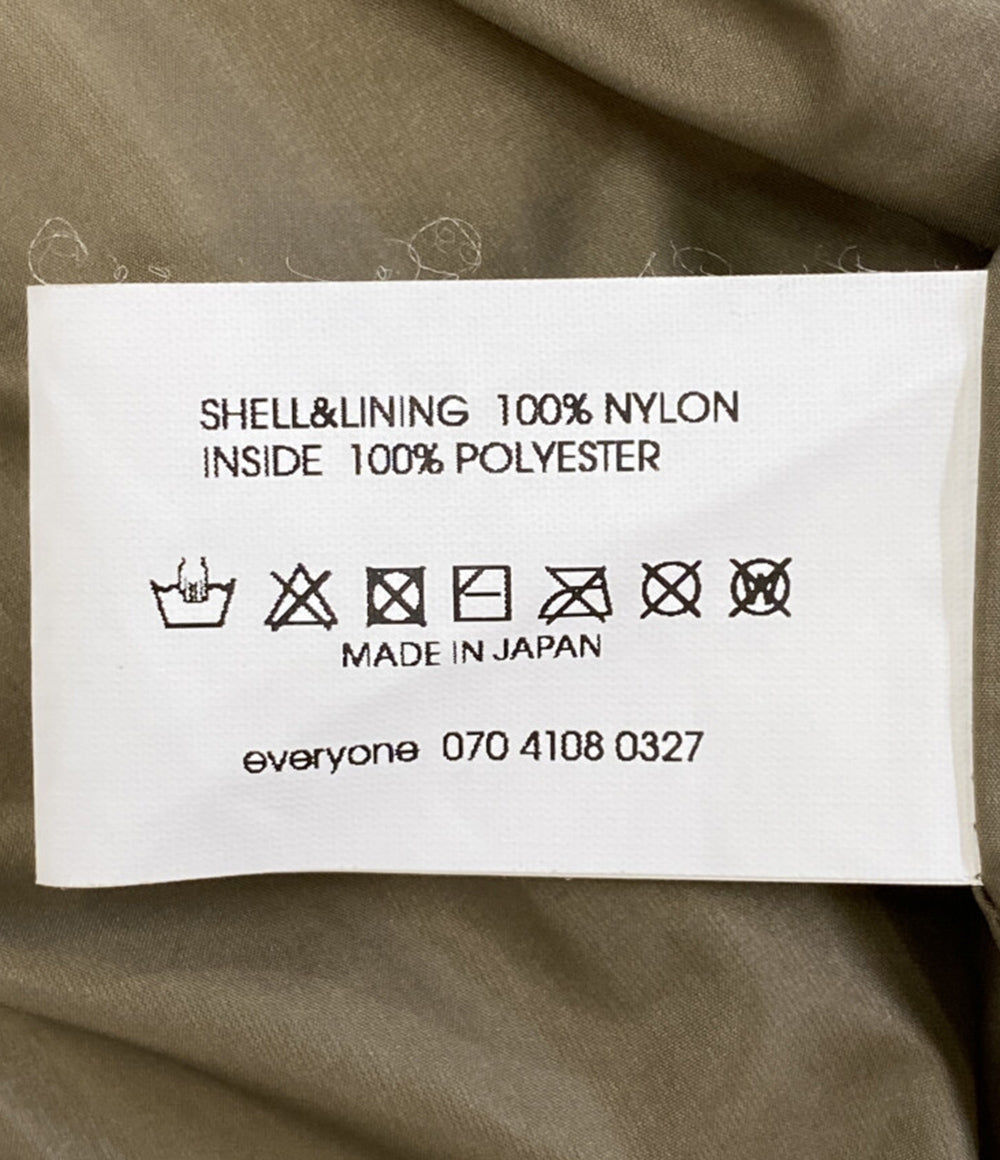 SHELL&LINING 100% NYLON
INSIDE 100% POLYESTER
W
MADE IN JAPAN
everyone 070 4108 0327